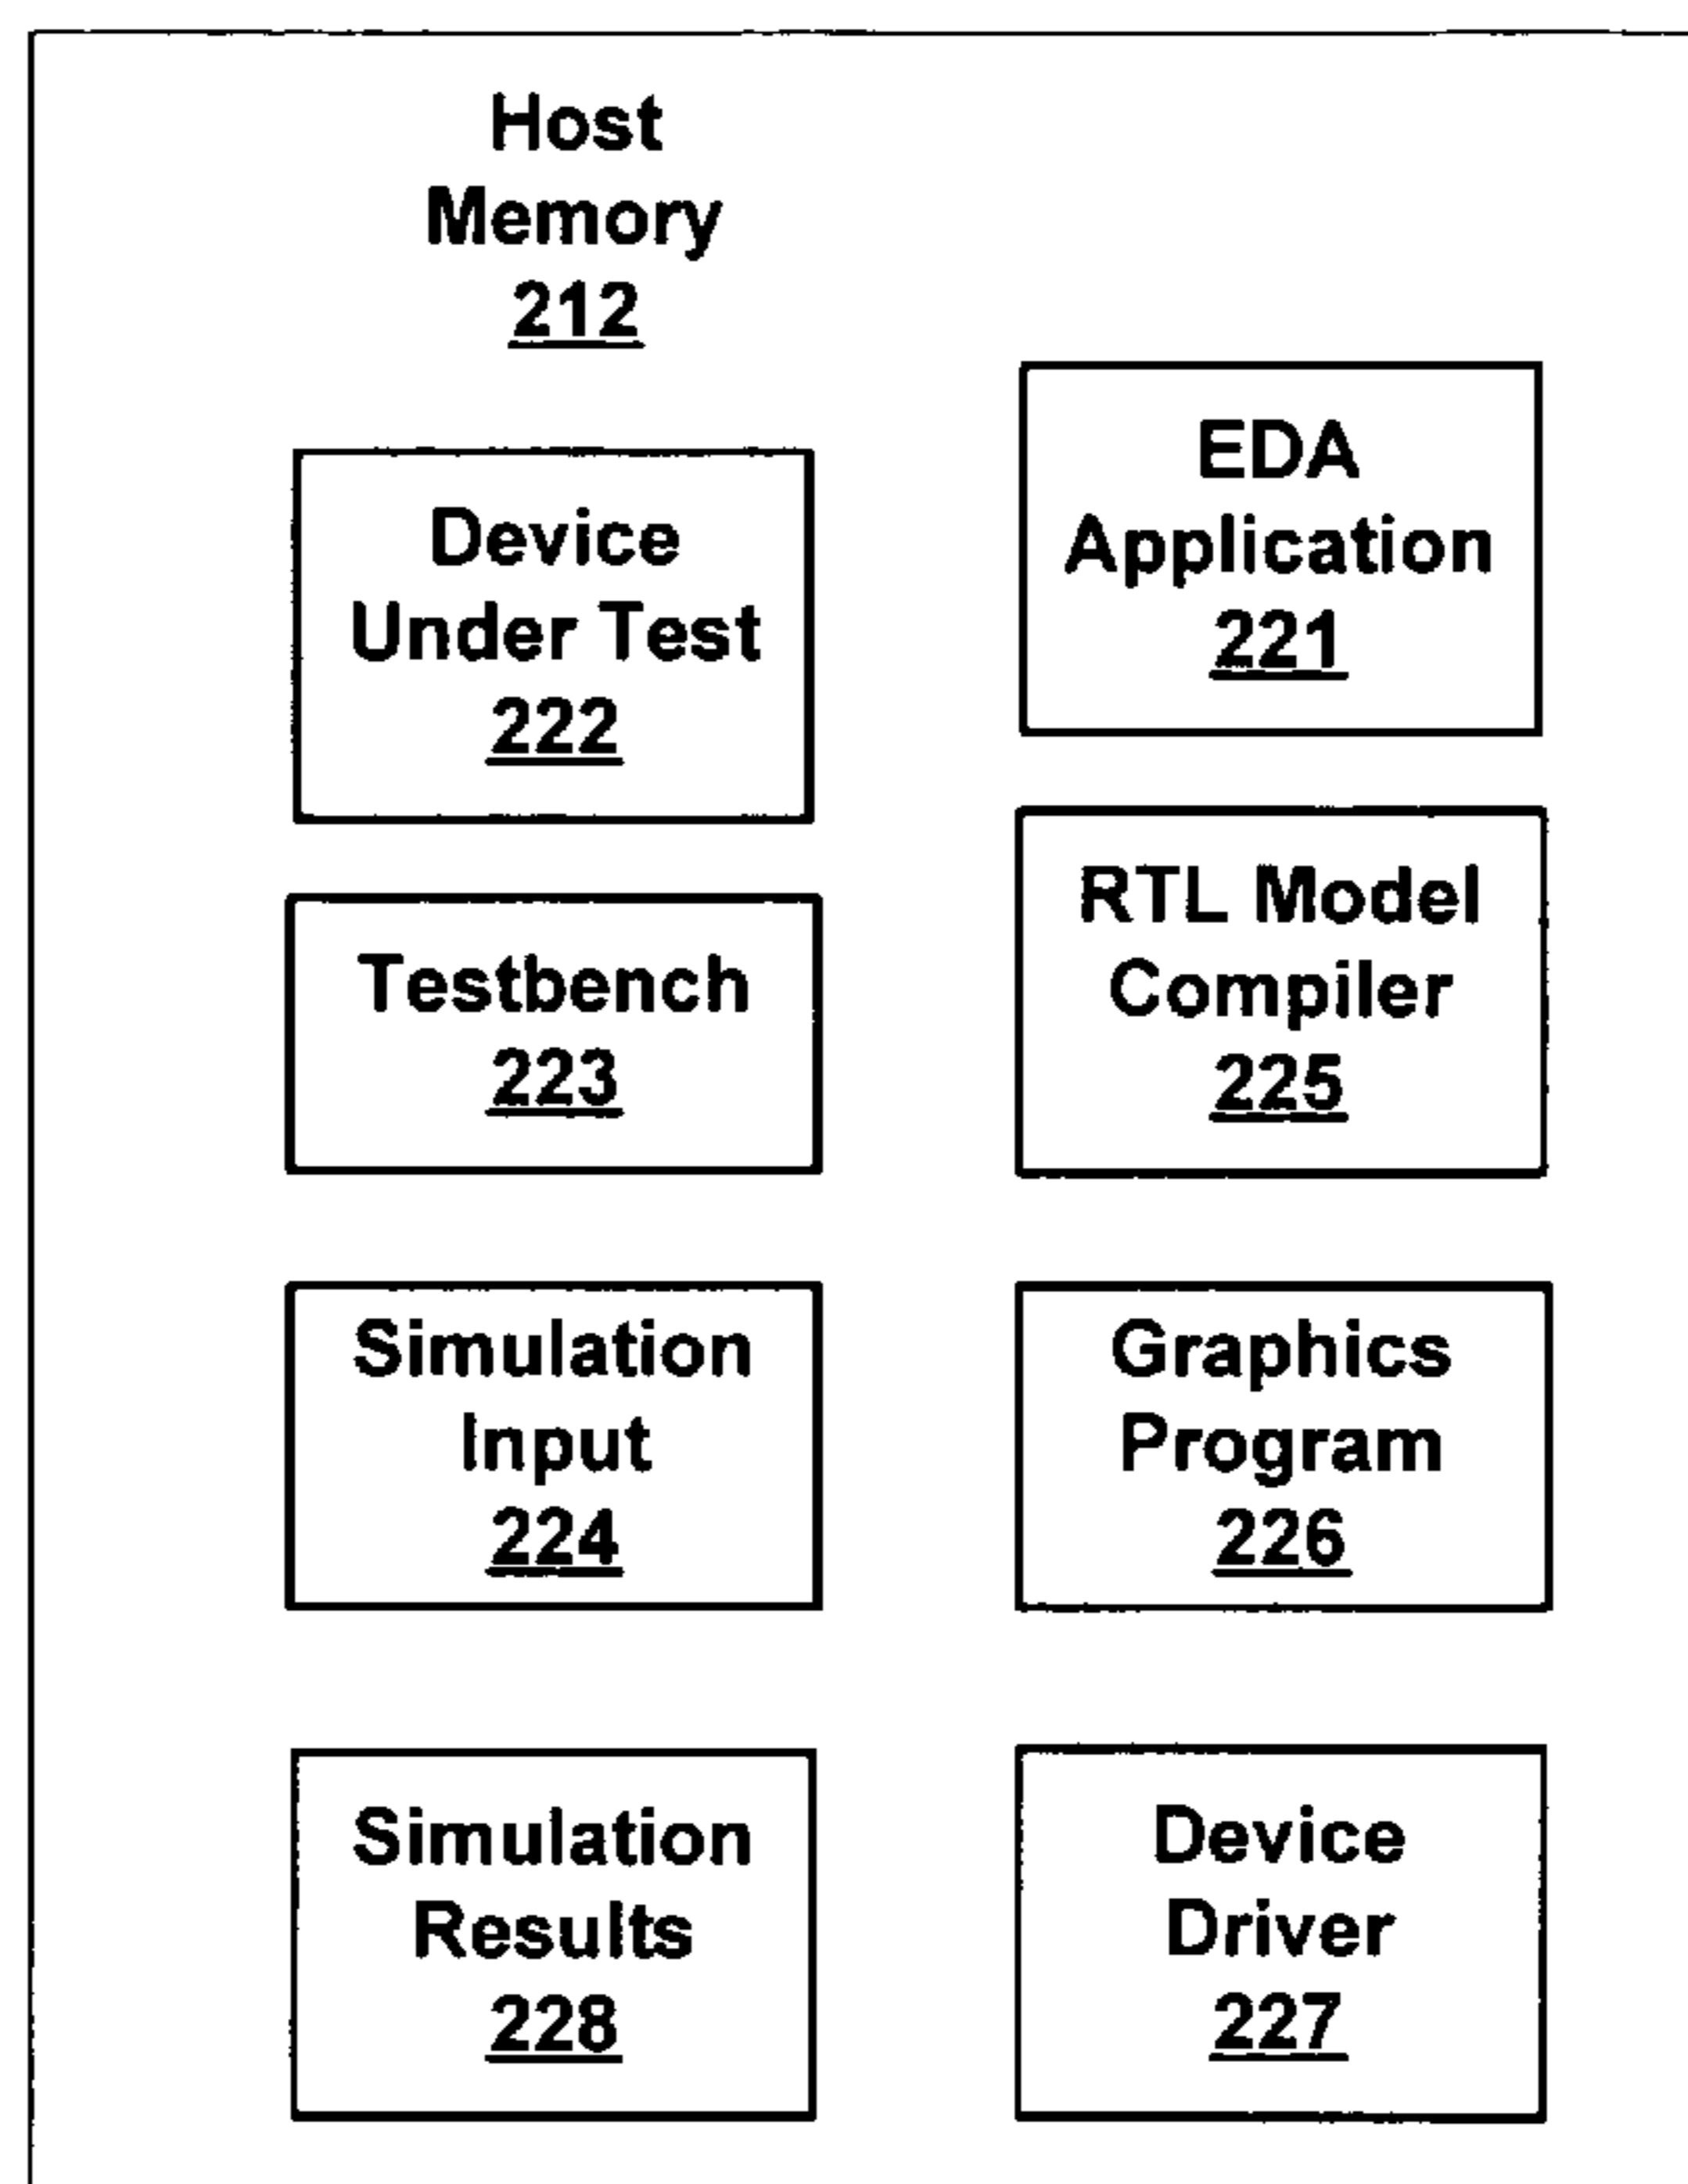 Host
Memory
212
EDA
Application
221
Device
Under Test
222
RTL Model
Compiler
225
Testbench
223
Simulation
Input
224
Graphics
Program
226
Simulation
Results
228
Device
Driver
227